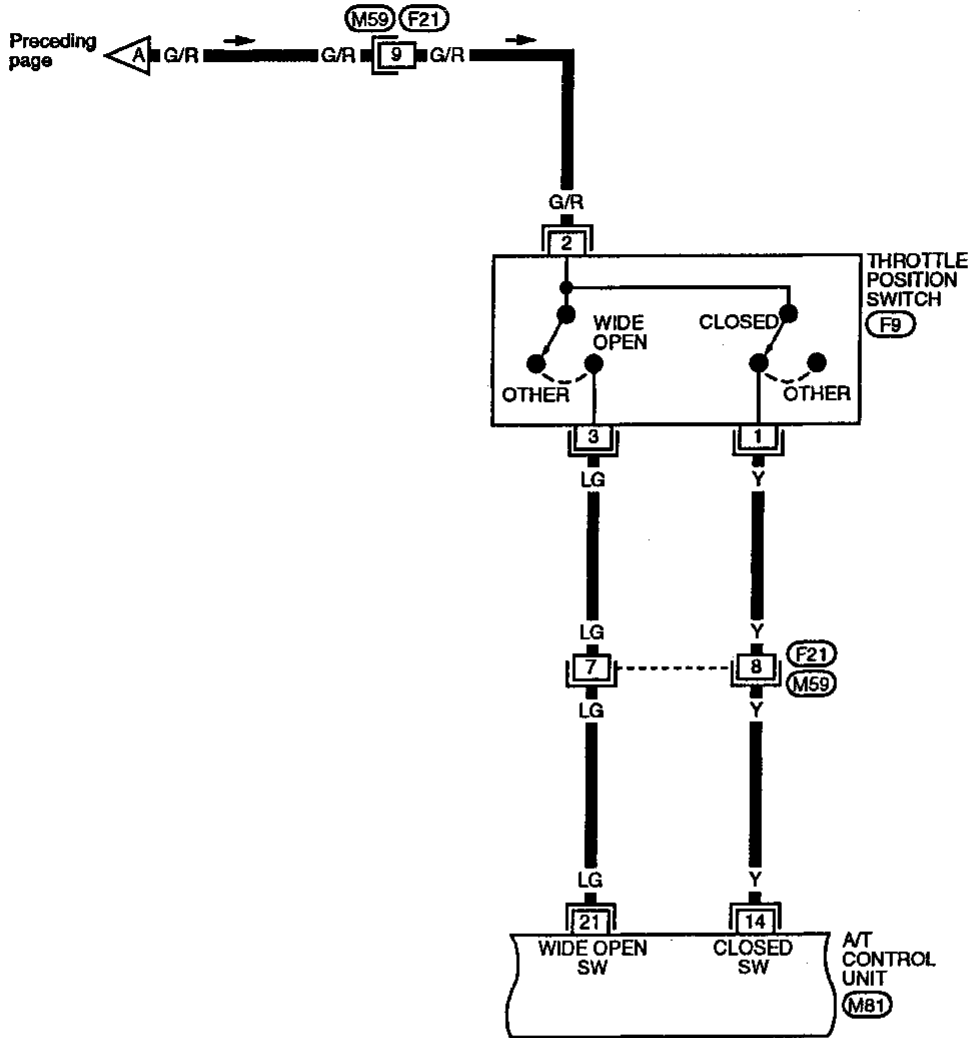 M59 F21
Preceding
page
A G/R G/R 9 G/R
G/R
2
THROTTLE
POSITION
SWITCH
F9
WIDE
OPEN
CLOSED
OTHER
OTHER
3 1
LG Y
LG Y
7 8
F21
M59
LG Y
LG Y
21 14
WIDE OPEN
SW
CLOSED
SW
A/T
CONTROL
UNIT
M81